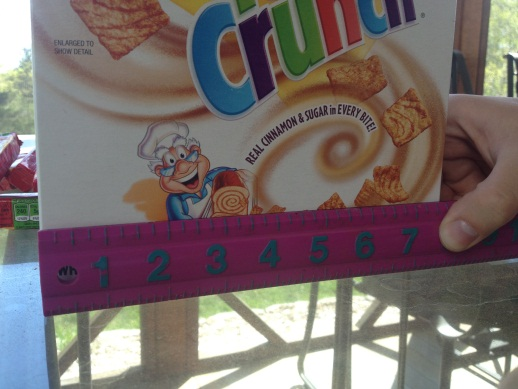 Crunch®
ENLARGED TO
SHOW DETAIL
REAL CINNAMON & SUGAR in EVERY BITE!
1 2 3 4 5 6 7